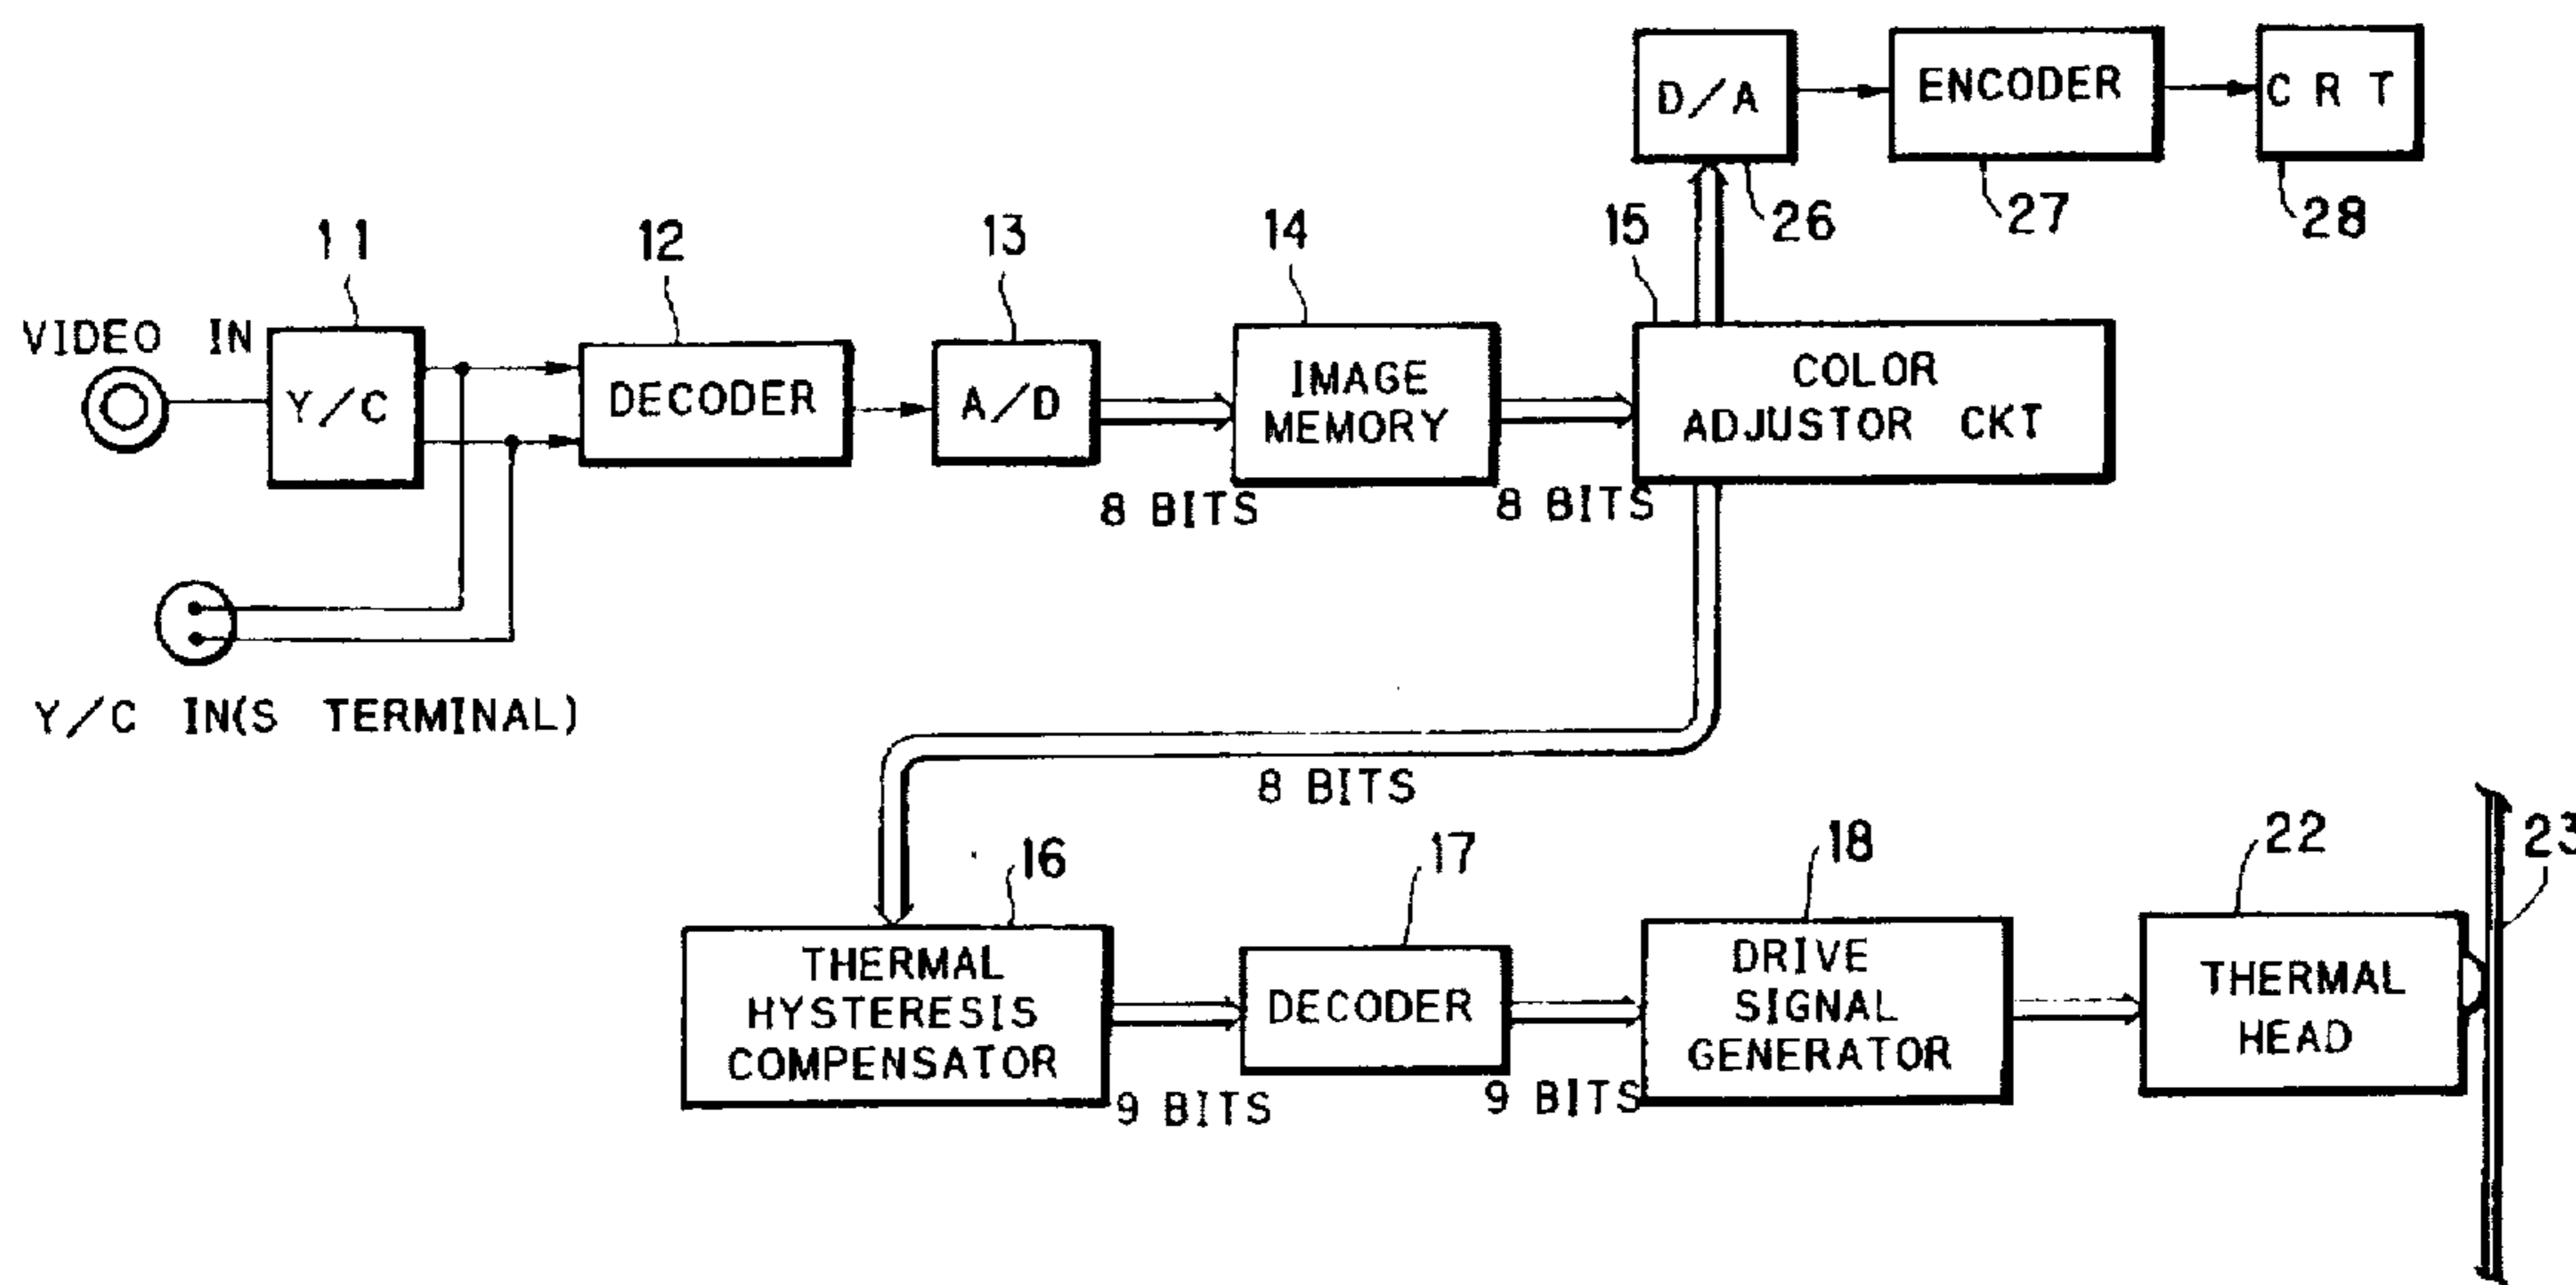 D/A
ENCODER
C R T
26
27
28
11
12
13
14
15
VIDEO IN
Y/C
DECODER
A/D
IMAGE
MEMORY
COLOR
ADJUSTOR CKT
8 BITS
8 BITS
Y/C IN(S TERMINAL)
8 BITS
16
17
18
22
23
THERMAL
HYSTERESIS
COMPENSATOR
DECODER
DRIVE
SIGNAL
GENERATOR
THERMAL
HEAD
9 BITS
9 BITS